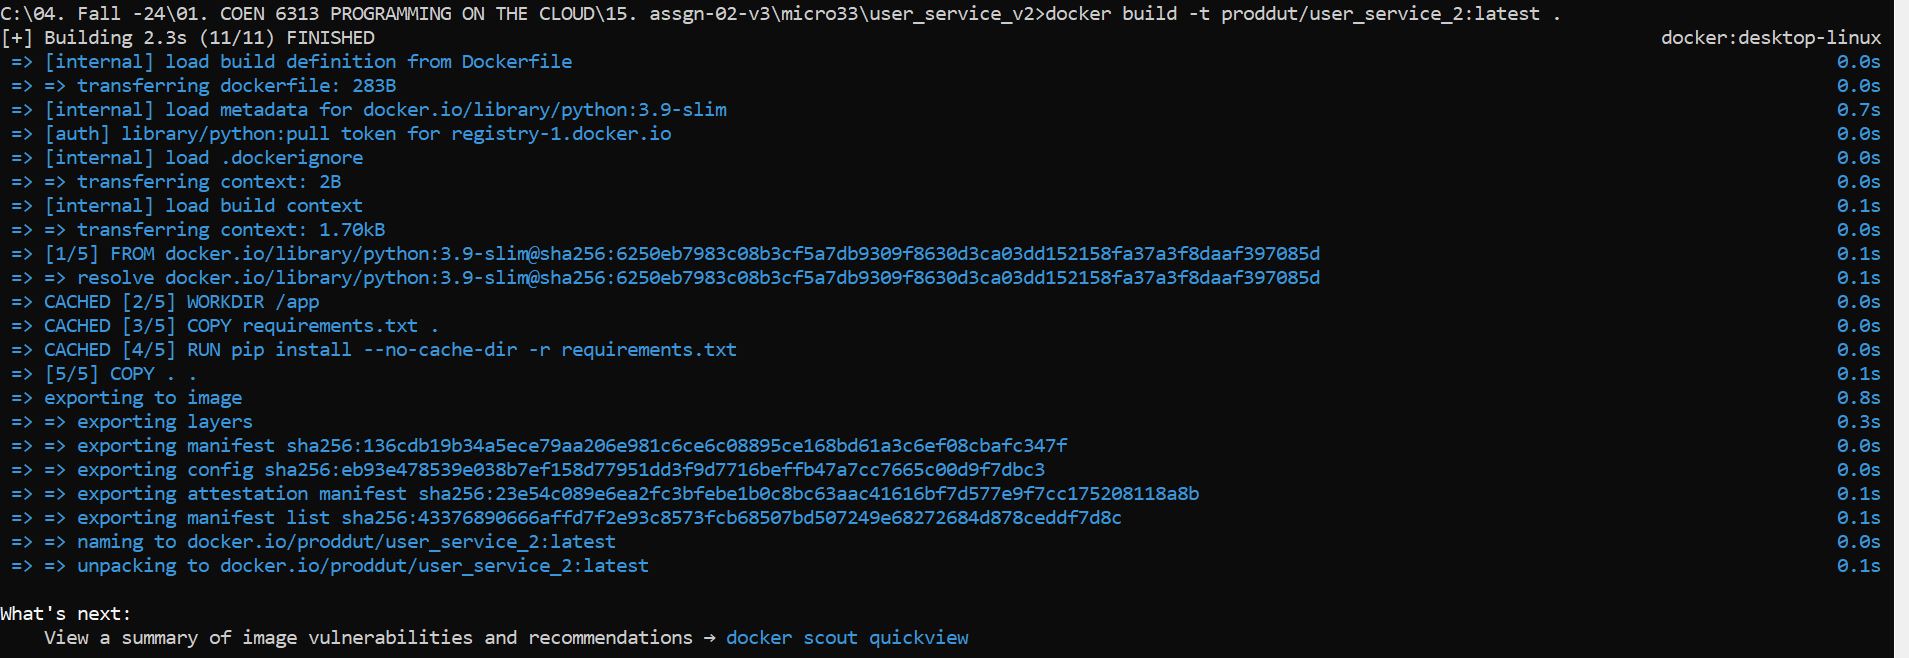 C:\04. Fall -24\01. COEN 6313 PROGRAMMING ON THE CLOUD\15. assgn-02-v3\micro33\user_service_v2>docker build -t proddut/user_service_2:latest .
[+] Building 2.3s (11/11) FINISHED docker:desktop-linux
=> [internal] load build definition from Dockerfile 0.0s
=> => transferring dockerfile: 283B 0.0s
=> [internal] load metadata for docker.io/library/python:3.9-slim 0.7s
=> [auth] library/python:pull token for registry-1.docker.io 0.0s
=> [internal] load .dockerignore 0.0s
=> => transferring context: 2B 0.0s
=> [internal] load build context 0.1s
=> => transferring context: 1.70kB 0.0s
=> [1/5] FROM docker.io/library/python:3.9-slim@sha256:6250eb7983c08b3cf5a7db9309f8630d3ca03dd152158fa37a3f8daaf397085d 0.1s
=> => resolve docker.io/library/python:3.9-slim@sha256:6250eb7983c08b3cf5a7db9309f8630d3ca03dd152158fa37a3f8daaf397085d 0.1s
=> CACHED [2/5] WORKDIR /app 0.0s
=> CACHED [3/5] COPY requirements.txt . 0.0s
=> CACHED [4/5] RUN pip install --no-cache-dir -r requirements.txt 0.0s
=> [5/5] COPY . . 0.1s
=> exporting to image 0.8s
=> => exporting layers 0.3s
=> => exporting manifest sha256:136cdb19b34a5ece79aa206e981c6ce6c08895ce168bd61a3c6ef08cbafc347f 0.0s
=> => exporting config sha256:eb93e478539e038b7ef158d77951dd3f9d7716beffb47a7cc7665c00d9f7dbc3 0.0s
=> => exporting attestation manifest sha256:23e54c089e6ea2fc3bfebe1b0c8bc63aac41616bf7d577e9f7cc175208118a8b 0.1s
=> => exporting manifest list sha256:43376890666affd7f2e93c8573fcb68507bd507249e68272684d878ceddf7d8c 0.1s
=> => naming to docker.io/proddut/user_service_2:latest 0.0s
=> => unpacking to docker.io/proddut/user_service_2:latest 0.1s
What's next:
View a summary of image vulnerabilities and recommendations → docker scout quickview